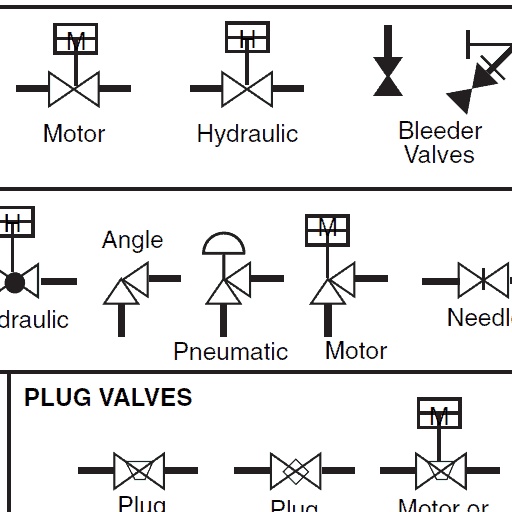 M
H
Motor
Hydraulic
Bleeder
Valves
H
Angle
M
draulic
Pneumatic
Motor
Needl
PLUG VALVES
M
Plug
Plug
Motor or